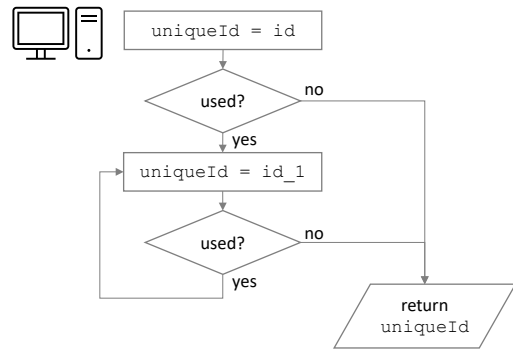 uniqueId = id
used?
no
yes
uniqueId = id_1
used?
no
yes
return
uniqueId